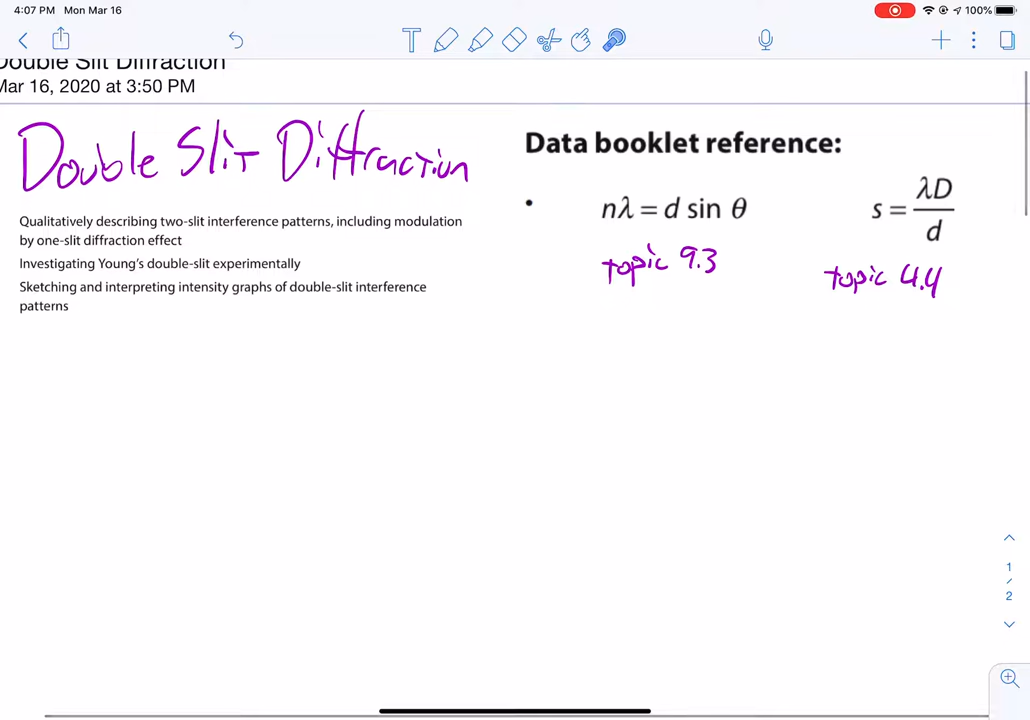 4:07 PM Mon Mar 16
100%
Double Slit Diffraction
Mar 16, 2020 at 3:50 PM
Double Slit Diffraction
Qualitatively describing two-slit interference patterns, including modulation
by one-slit diffraction effect
Investigating Young's double-slit experimentally
Sketching and interpreting intensity graphs of double-slit interference
patterns
Data booklet reference:
• nλ = d sin θ
s = λD/d
topic 9.3
topic 4.4
1
/
2